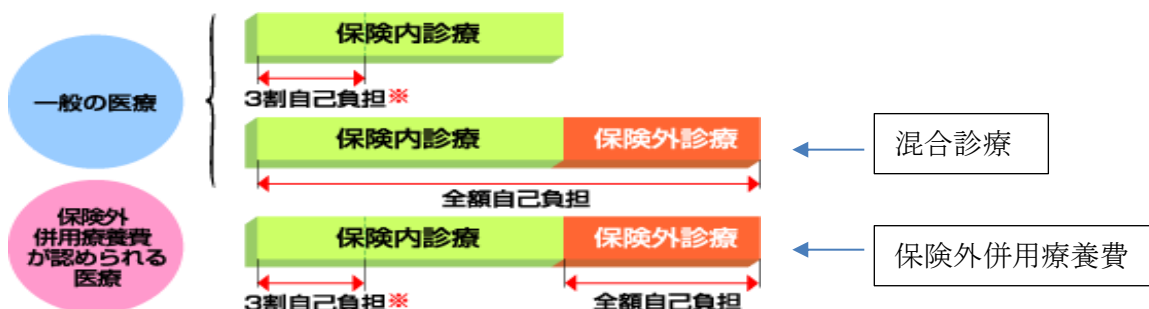 一般の医療
保険内診療
3割自己負担※
保険内診療
保険外診療
混合診療
全額自己負担
保険外
併用療養費
が認められる
医療
保険内診療
保険外診療
保険外併用療養費
3割自己負担※
全額自己負担